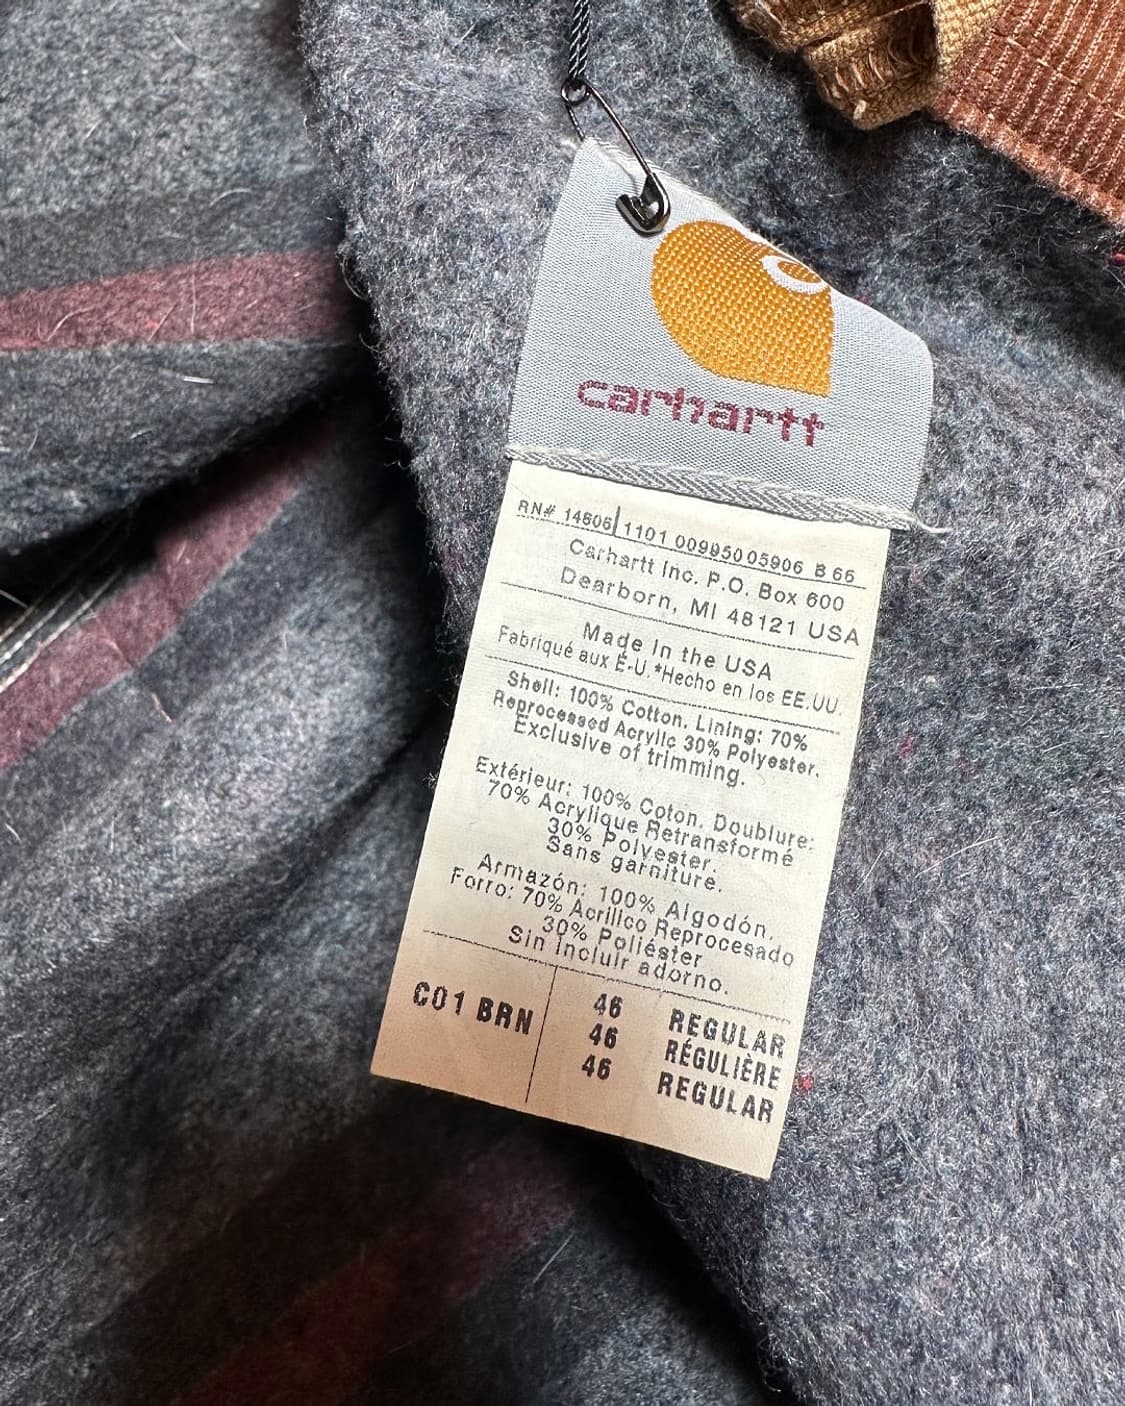 carhartt
RN# 14806 1101 00995005906 B 66
Carhartt Inc. P.O. Box 600
Dearborn, MI 48121 USA
Made In the USA
Fabriqué aux É-U.*Hecho en los EE.UU.
Shell: 100% Cotton. Lining: 70%
Reprocessed Acrylic 30% Polyester.
Exclusive of trimming.
Extérieur: 100% Coton. Doublure:
70% Acrylique Retransformé
30% Polyester.
Sans garniture.
Armazón: 100% Algodón.
Forro: 70% Acrílico Reprocesado
30% Poliéster
Sin Incluir adorno.
C01 BRN
46 REGULAR
46 RÉGULIÈRE
46 REGULAR